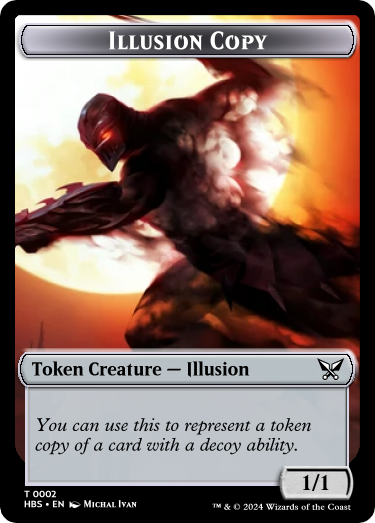 Illusion Copy
Token Creature — Illusion
You can use this to represent a token
copy of a card with a decoy ability.
1/1
T 0002
HBS • EN Michal Ivan
™ & © 2024 Wizards of the Coast